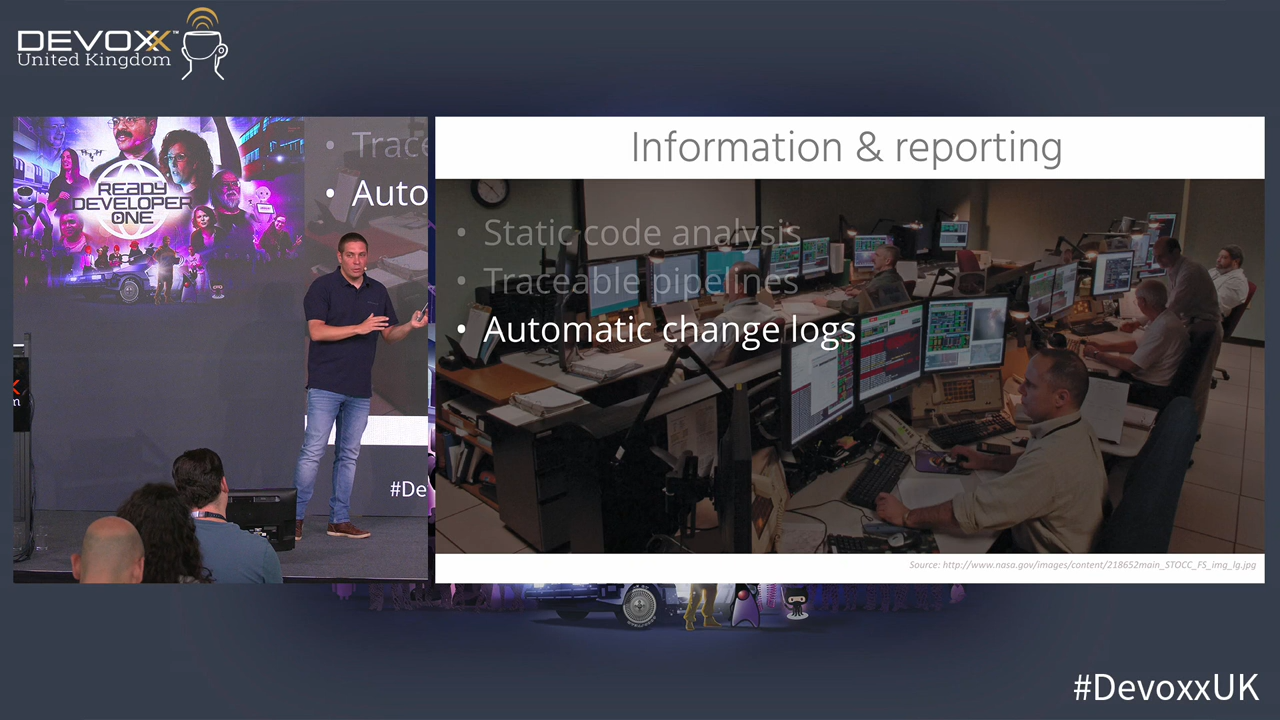 DEVOXX™
United Kingdom
READY
DEVELOPER
ONE
• Trace
• Auto
#De
Information & reporting
• Static code analysis
• Traceable pipelines
• Automatic change logs
Source: http://www.nasa.gov/images/content/218652main_STOCC_FS_img_lg.jpg
#DevoxxUK